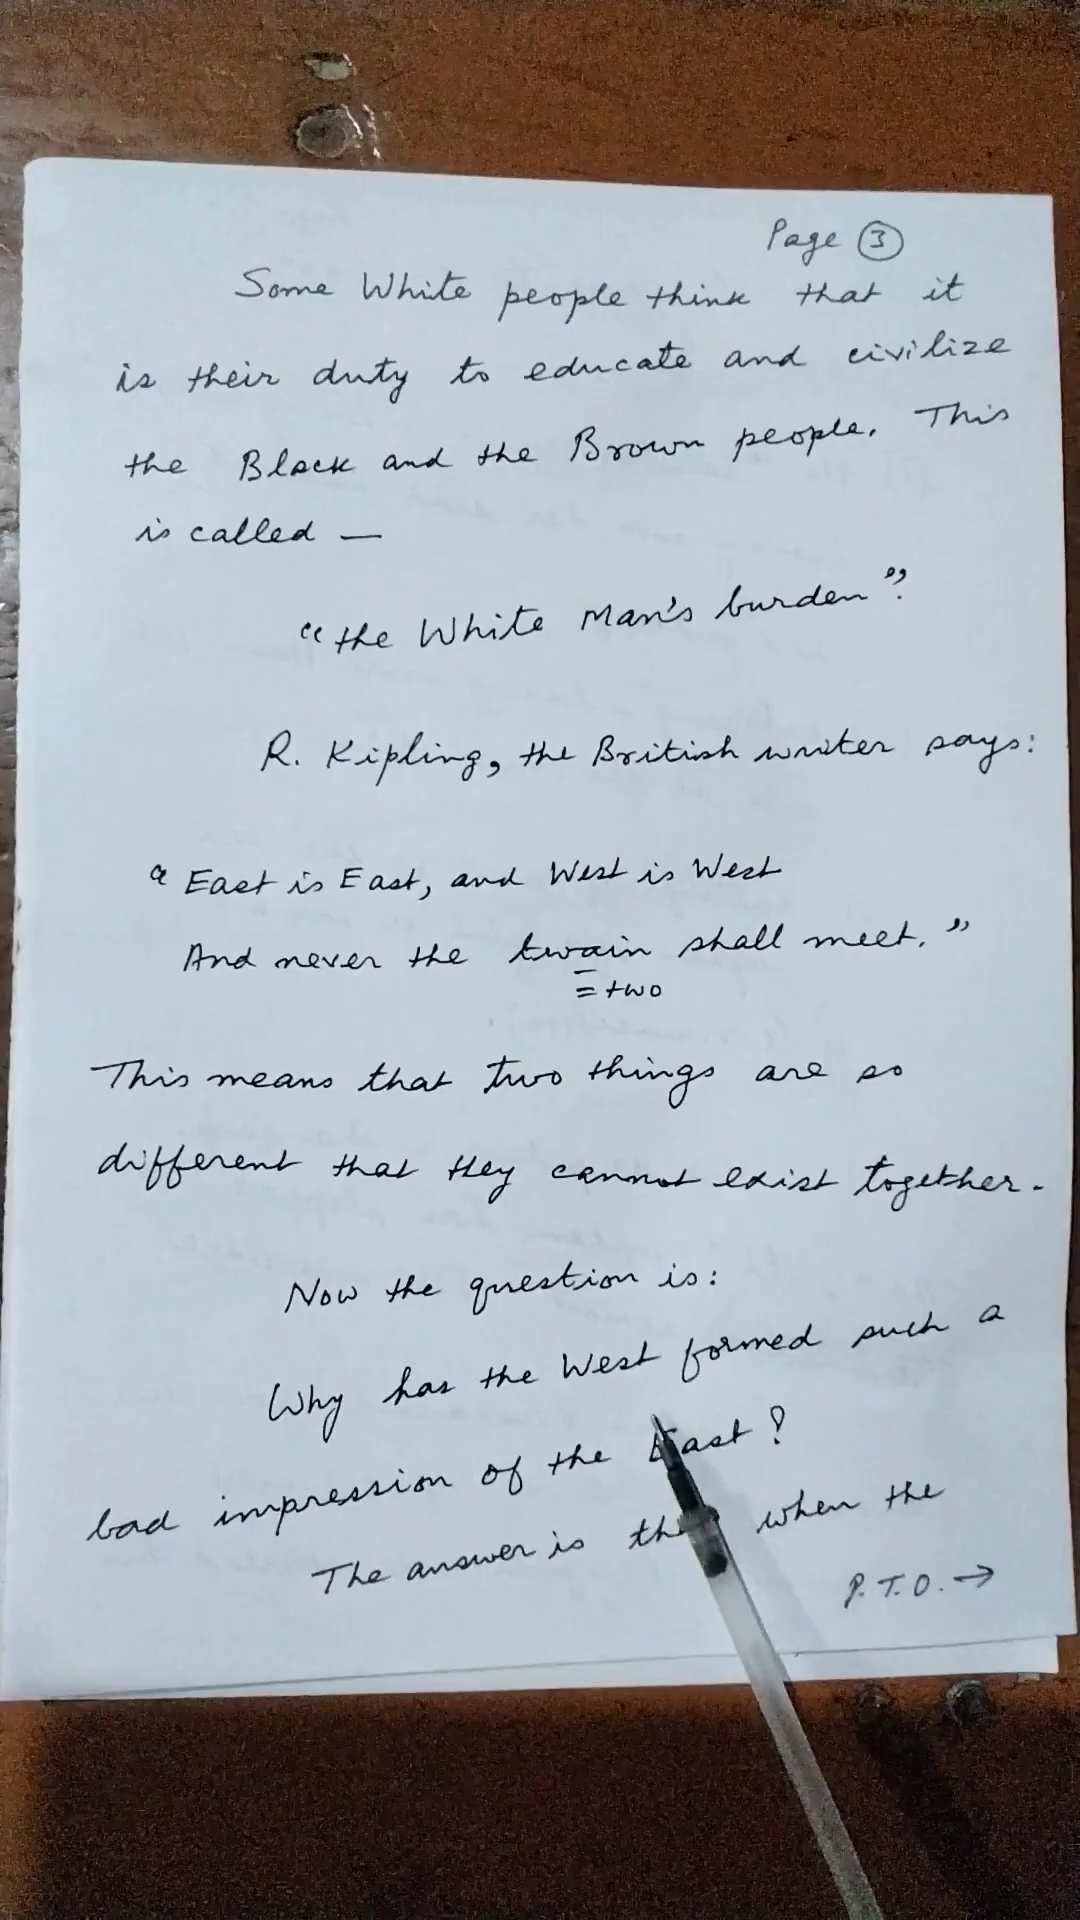 Page 3
Some White people think that it
is their duty to educate and civilize
the Black and the Brown people. This
is called —
"the White Man's burden".
R. Kipling, the British writer says:
"East is East, and West is West
And never the twain shall meet."
= two
This means that two things are so
different that they cannot exist together.
Now the question is:
Why has the West formed such a
bad impression of the East?
The answer is when the
P.T.O. →